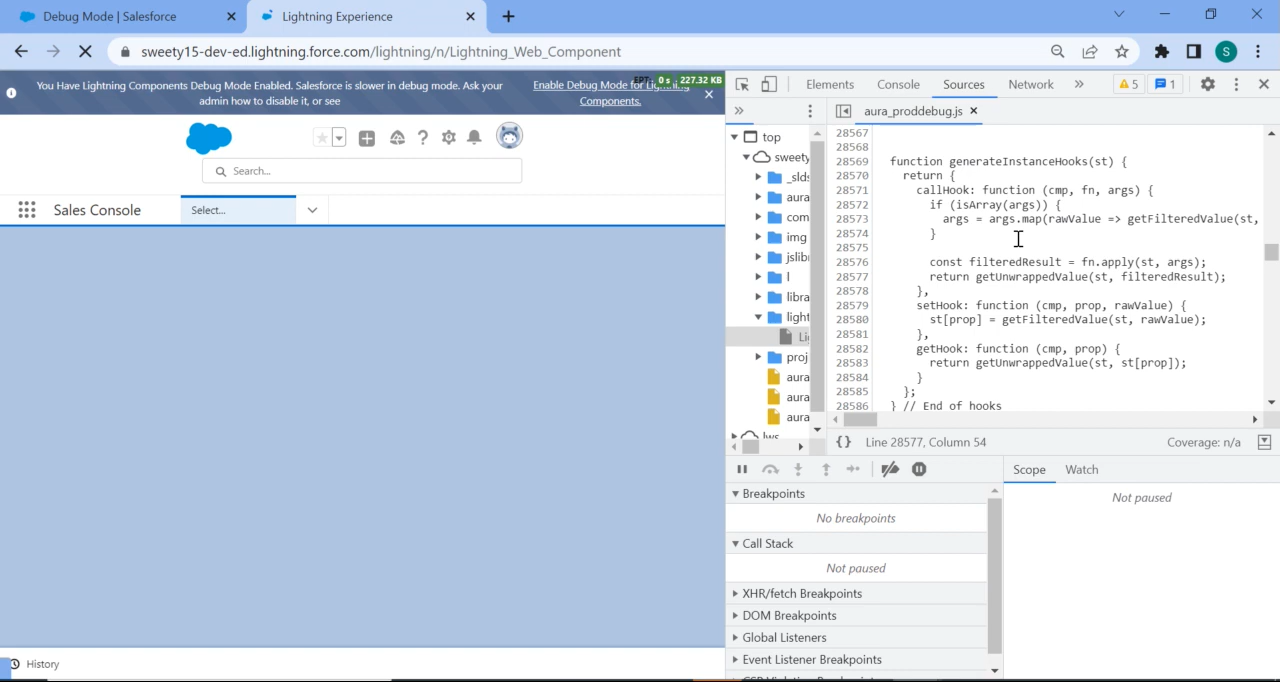 Debug Mode | Salesforce
Lightning Experience
sweety15-dev-ed.lightning.force.com/lightning/n/Lightning_Web_Component
S
You Have Lightning Components Debug Mode Enabled. Salesforce is slower in debug mode. Ask your
admin how to disable it, or see
Enable Debug Mode for Lightning
Components.
EPT: 0 s 227.32 KB
Search...
Sales Console
Select...
History
Elements
Console
Sources
Network
5
1
aura_proddebug.js
top
sweety
_slds
aura
com
img
jslib
l
libra
light
Li
proj
aura
aura
aura
lws
28567
28568
28569 function generateInstanceHooks(st) {
28570 return {
28571 callHook: function (cmp, fn, args) {
28572 if (isArray(args)) {
28573 args = args.map(rawValue => getFilteredValue(st,
28574 }
28575
28576 const filteredResult = fn.apply(st, args);
28577 return getUnwrappedValue(st, filteredResult);
28578 },
28579 setHook: function (cmp, prop, rawValue) {
28580 st[prop] = getFilteredValue(st, rawValue);
28581 },
28582 getHook: function (cmp, prop) {
28583 return getUnwrappedValue(st, st[prop]);
28584 }
28585 };
28586 } // End of hooks
{} Line 28577, Column 54
Coverage: n/a
Scope
Watch
Not paused
Breakpoints
No breakpoints
Call Stack
Not paused
XHR/fetch Breakpoints
DOM Breakpoints
Global Listeners
Event Listener Breakpoints
CSP Violation Breakpoints